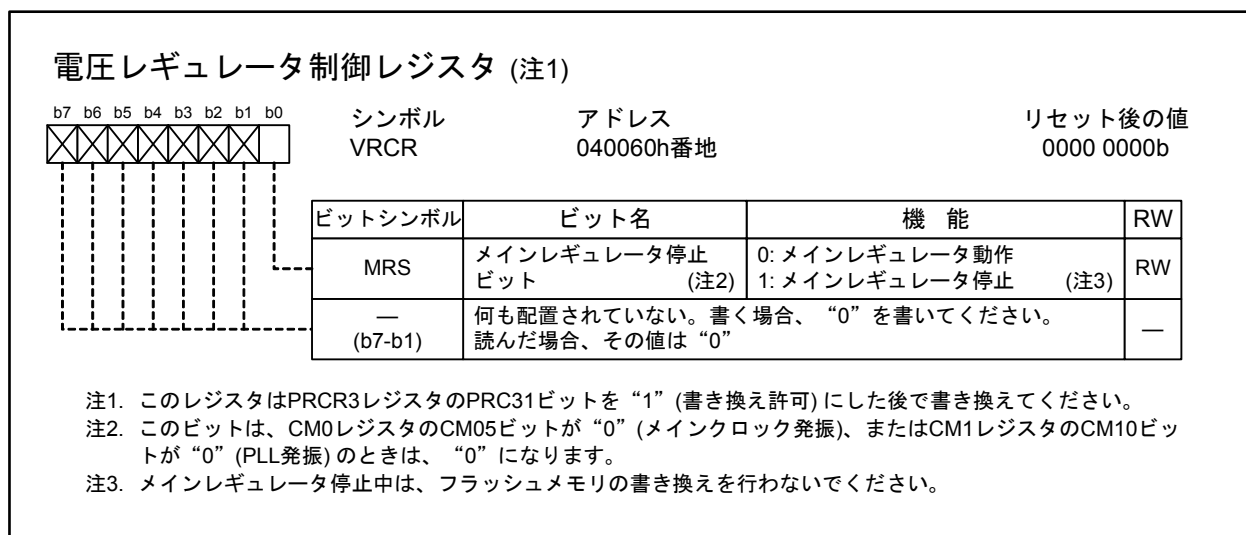 電圧レギュレータ制御レジスタ (注1)
b7 b6 b5 b4 b3 b2 b1 b0
シンボル アドレス リセット後の値
VRCR 040060h番地 0000 0000b
ビットシンボル ビット名 機 能 RW
MRS メインレギュレータ停止ビット (注2) 0: メインレギュレータ動作 RW
1: メインレギュレータ停止 (注3)
— (b7-b1) 何も配置されていない。書く場合、“0”を書いてください。 —
読んだ場合、その値は“0”
注1. このレジスタはPRCR3レジスタのPRC31ビットを“1”(書き換え許可) にした後で書き換えてください。
注2. このビットは、CM0レジスタのCM05ビットが“0”(メインクロック発振)、またはCM1レジスタのCM10ビッ
トが“0”(PLL発振) のときは、“0”になります。
注3. メインレギュレータ停止中は、フラッシュメモリの書き換えを行わないでください。